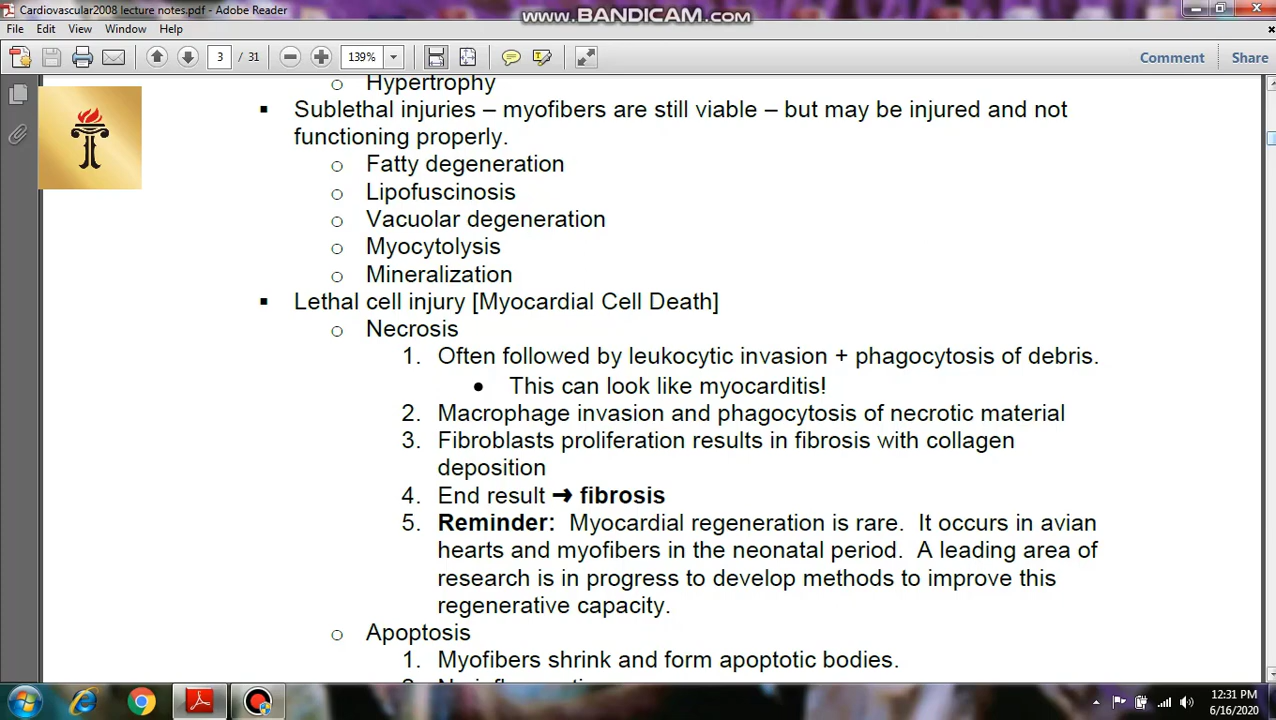 Cardiovascular2008 lecture notes.pdf - Adobe Reader
www.BANDICAM.com
File Edit View Window Help
3 / 31 139% Comment Share
o Hypertrophy
▪ Sublethal injuries – myofibers are still viable – but may be injured and not
functioning properly.
o Fatty degeneration
o Lipofuscinosis
o Vacuolar degeneration
o Myocytolysis
o Mineralization
▪ Lethal cell injury [Myocardial Cell Death]
o Necrosis
1. Often followed by leukocytic invasion + phagocytosis of debris.
• This can look like myocarditis!
2. Macrophage invasion and phagocytosis of necrotic material
3. Fibroblasts proliferation results in fibrosis with collagen
deposition
4. End result ➔ fibrosis
5. Reminder: Myocardial regeneration is rare. It occurs in avian
hearts and myofibers in the neonatal period. A leading area of
research is in progress to develop methods to improve this
regenerative capacity.
o Apoptosis
1. Myofibers shrink and form apoptotic bodies.
12:31 PM
6/16/2020